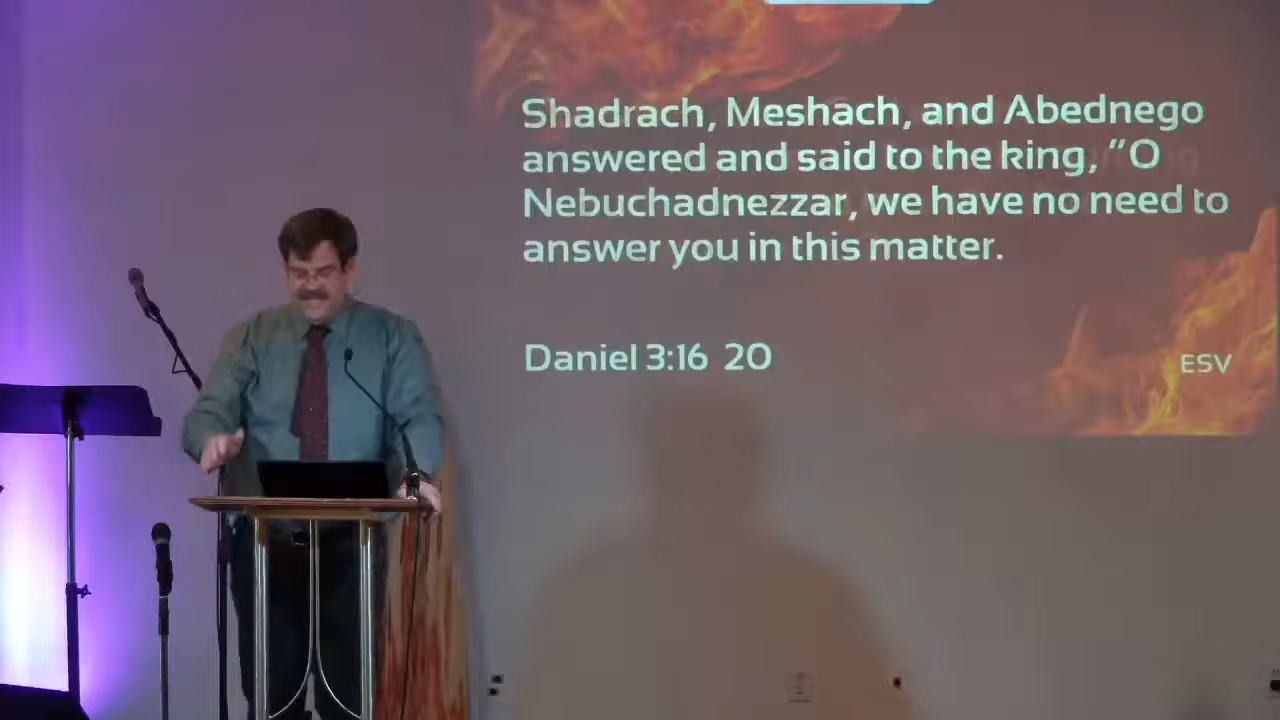 Shadrach, Meshach, and Abednego
answered and said to the king, "O
Nebuchadnezzar, we have no need to
answer you in this matter.
Daniel 3:16 20
ESV